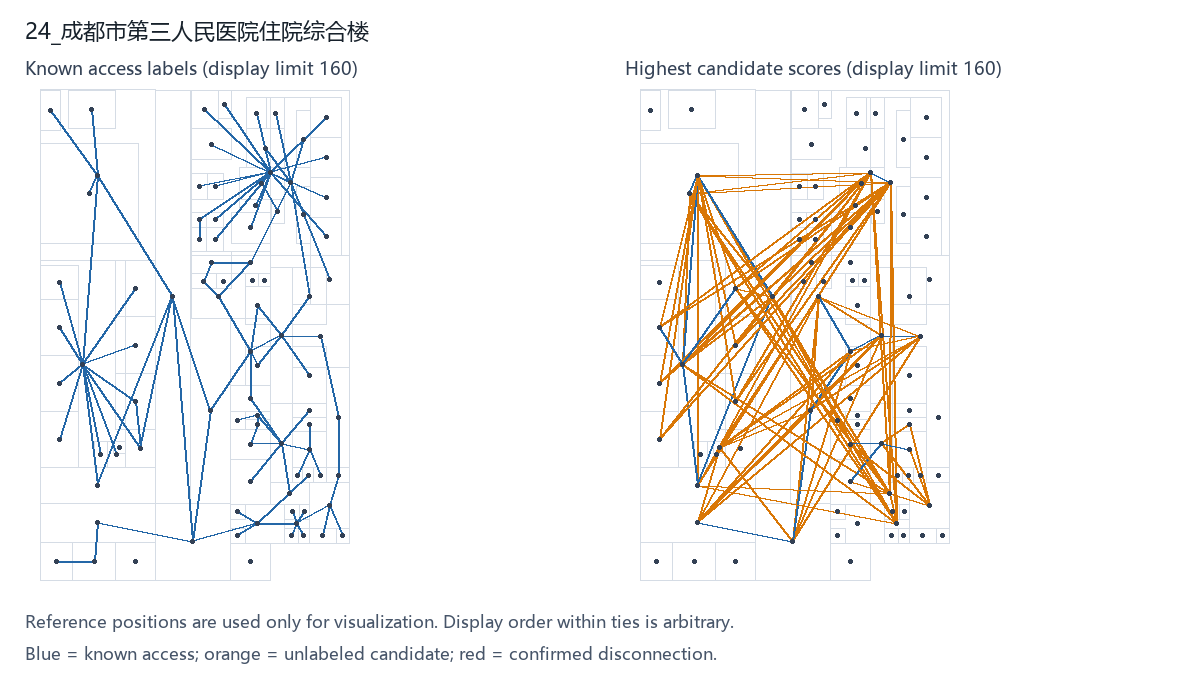 24_成都市第三人民医院住院综合楼
Known access labels (display limit 160)
Highest candidate scores (display limit 160)
Reference positions are used only for visualization. Display order within ties is arbitrary.
Blue = known access; orange = unlabeled candidate; red = confirmed disconnection.